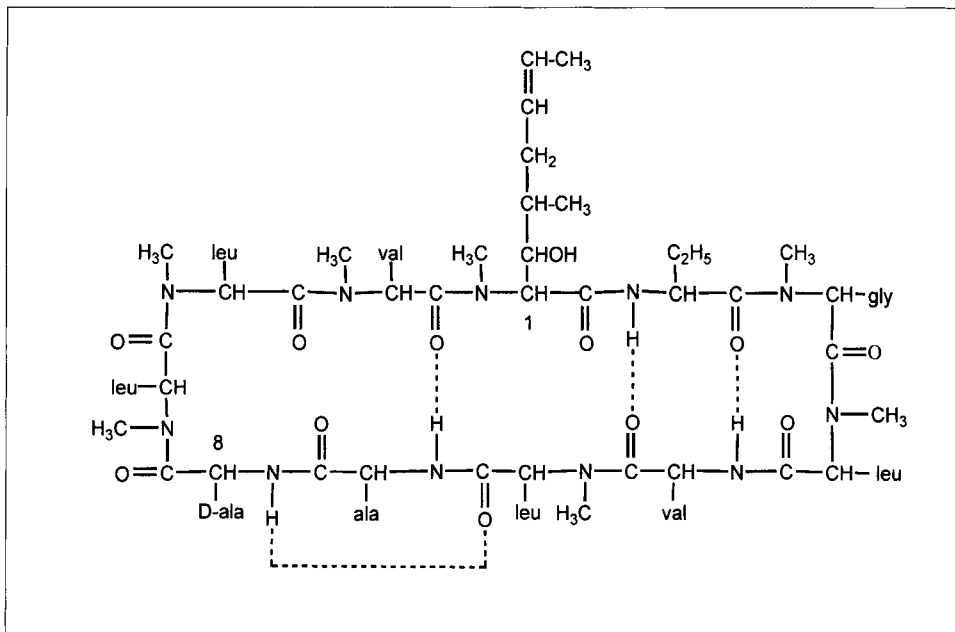 CH-CH₃
CH
CH₂
CH-CH₃
H₃C leu H₃C val H₃C CHOH C₂H₅ CH₃
N CH C N CH C N CH C N CH C N CH gly
O O 1 O H O
O C C O
leu CH N CH₃
H₃C N 8 O H O H O
O C CH N C CH N C CH N C CH N C CH leu
D-ala H ala O leu H₃C val